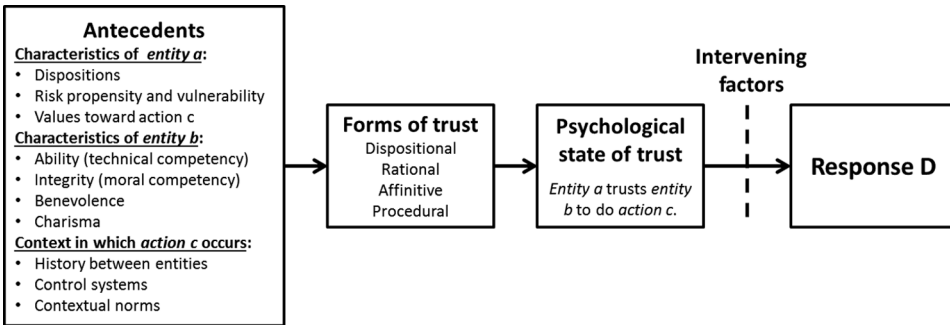 Antecedents
Characteristics of entity a:
• Dispositions
• Risk propensity and vulnerability
• Values toward action c
Characteristics of entity b:
• Ability (technical competency)
• Integrity (moral competency)
• Benevolence
• Charisma
Context in which action c occurs:
• History between entities
• Control systems
• Contextual norms
Forms of trust
Dispositional
Rational
Affinitive
Procedural
Psychological
state of trust
Entity a trusts entity
b to do action c.
Intervening
factors
Response D